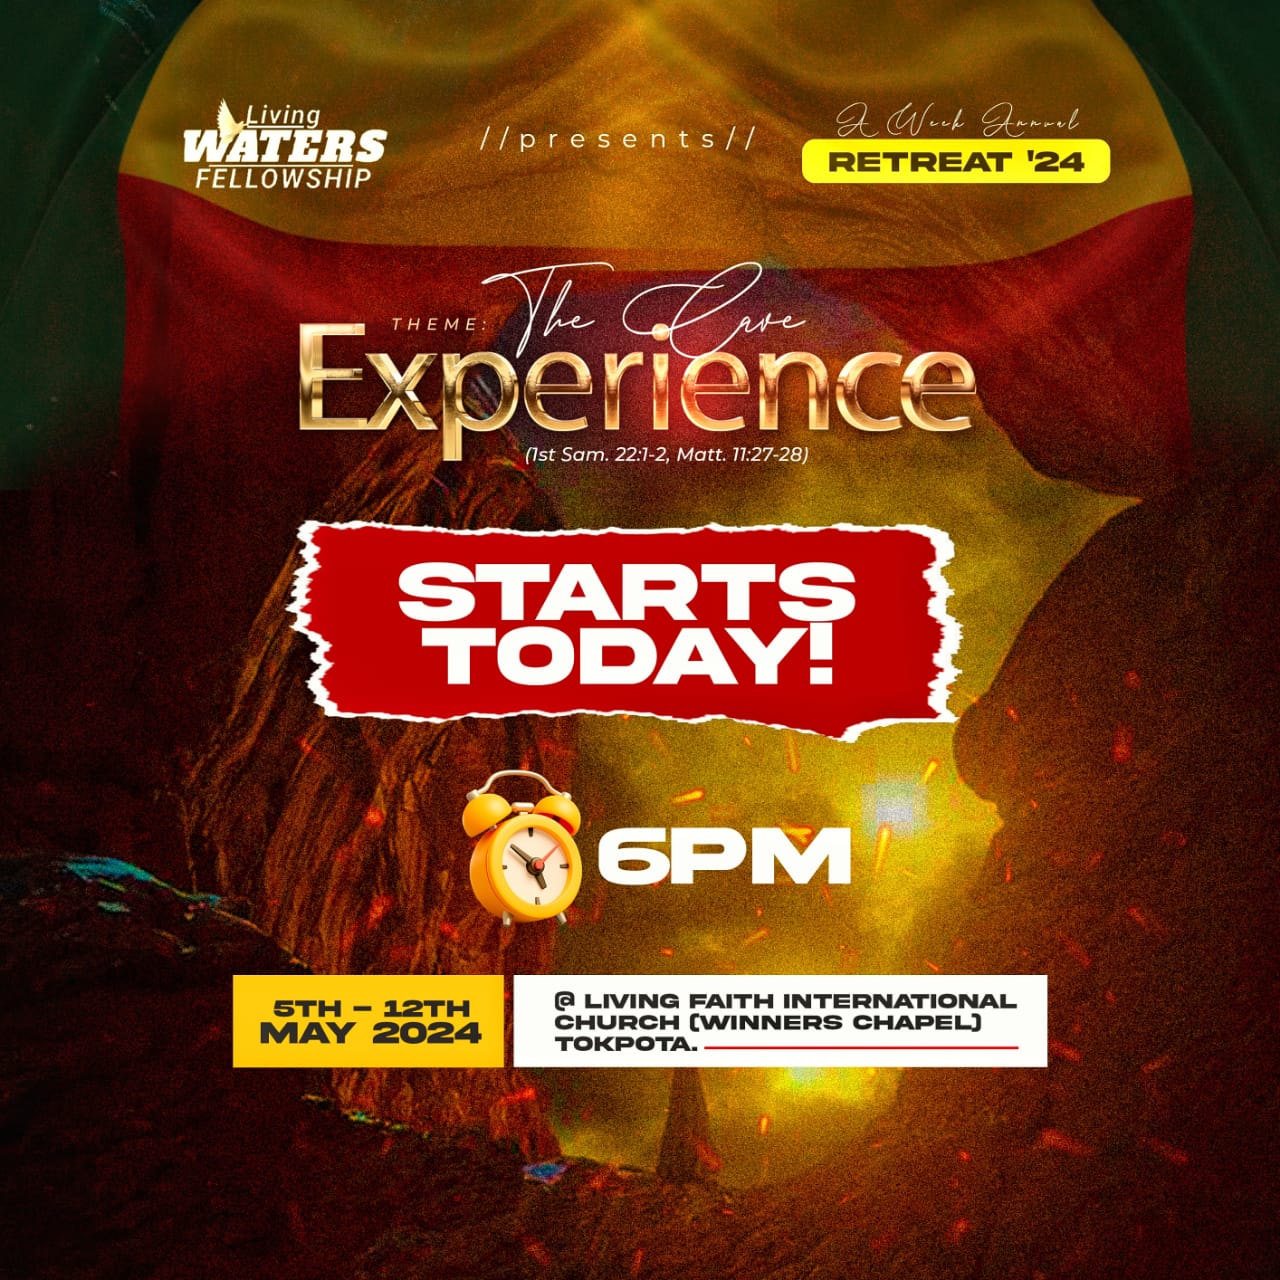 Living
WATERS
FELLOWSHIP
//presents//
A Week Annual
RETREAT '24
THEME: The Cave
Experience
(1st Sam. 22:1-2, Matt. 11:27-28)
STARTS
TODAY!
6PM
5TH - 12TH
MAY 2024
@ LIVING FAITH INTERNATIONAL
CHURCH (WINNERS CHAPEL)
TOKPOTA.